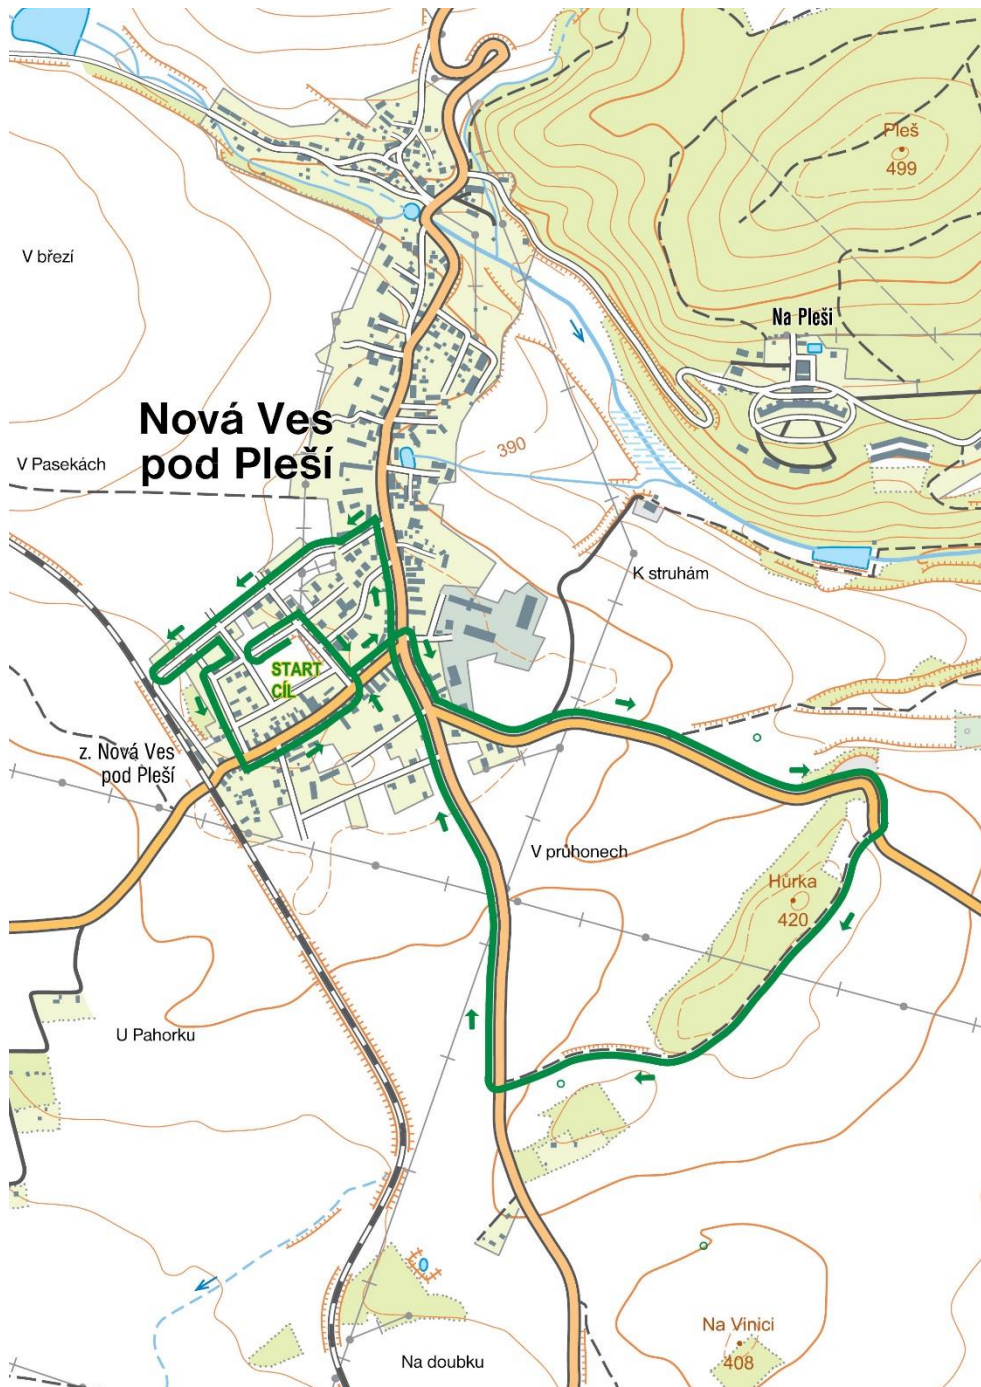 Pleš
499
V březí
Na Pleši
Nová Ves
pod Pleší
390
V Pasekách
K struhám
START
CÍL
z. Nová Ves
pod Pleší
V průhonech
Hůrka
420
U Pahorku
Na Vinici
408
Na doubku